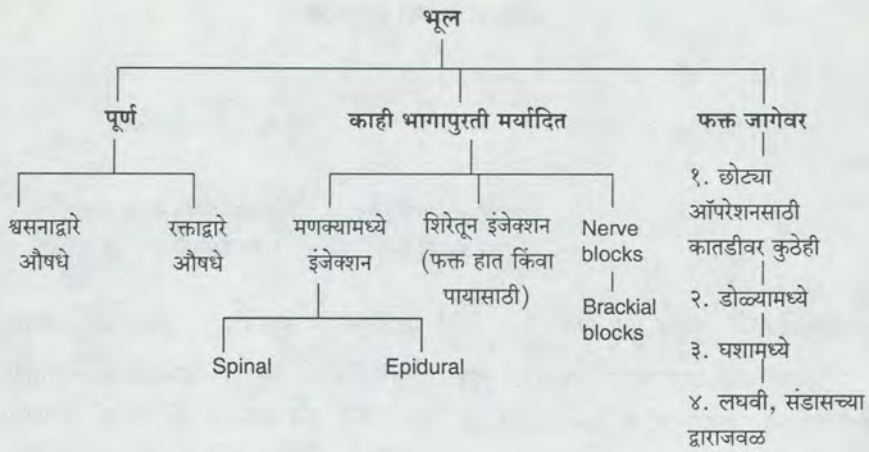 भूल
पूर्ण
काही भागापुरती मर्यादित
फक्त जागेवर
श्वसनाद्वारे
औषधे
रक्ताद्वारे
औषधे
मणक्यामध्ये
इंजेक्शन
शिरेतून इंजेक्शन
(फक्त हात किंवा
पायासाठी)
Nerve
blocks
Brackial
blocks
Spinal
Epidural
१. छोट्या
ऑपरेशनसाठी
कातडीवर कुठेही
२. डोळ्यामध्ये
३. घशामध्ये
४. लघवी, संडासच्या
द्वाराजवळ